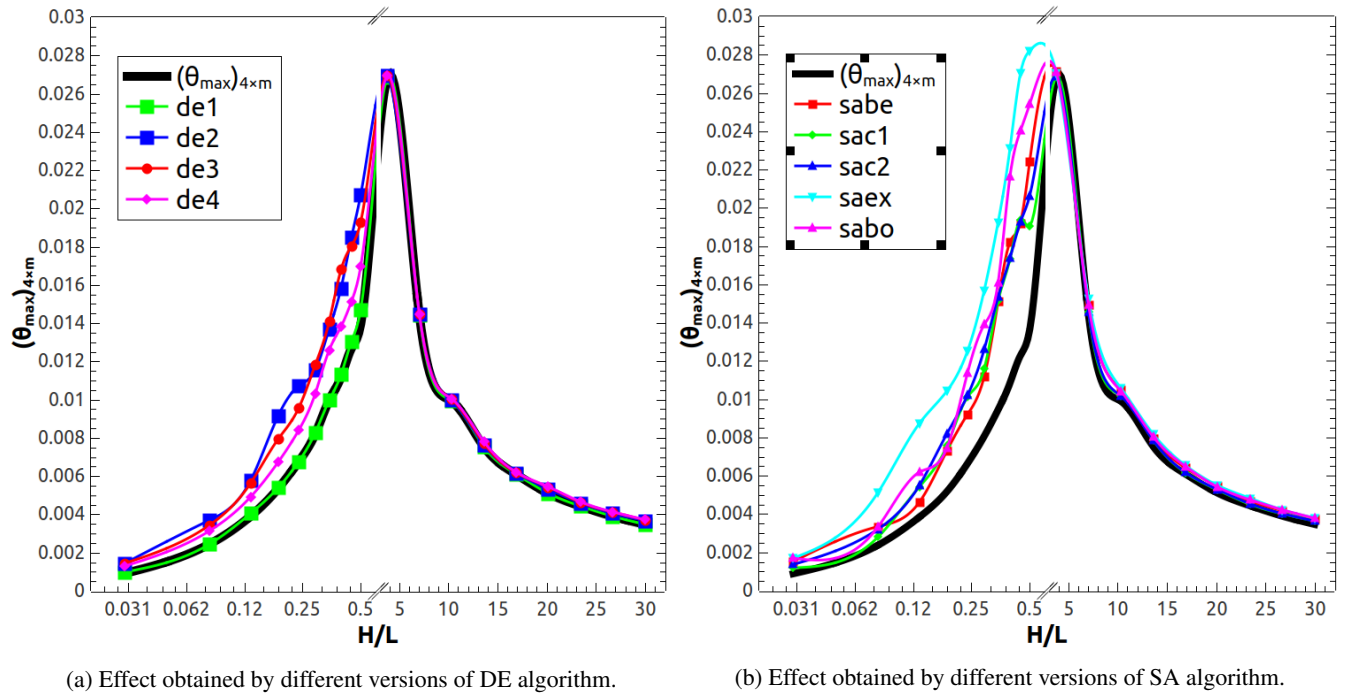 0.03
0.028
0.026
0.024
0.022
0.02
0.018
0.016
0.014
0.012
0.01
0.008
0.006
0.004
0.002
0
(θmax)4×m
(θmax)4×m
de1
de2
de3
de4
0.031 0.062 0.12 0.25 0.5 5 10 15 20 25 30
H/L
(a) Effect obtained by different versions of DE algorithm.
0.03
0.028
0.026
0.024
0.022
0.02
0.018
0.016
0.014
0.012
0.01
0.008
0.006
0.004
0.002
0
(θmax)4×m
(θmax)4×m
sabe
sac1
sac2
saex
sabo
0.031 0.062 0.12 0.25 0.5 5 10 15 20 25 30
H/L
(b) Effect obtained by different versions of SA algorithm.